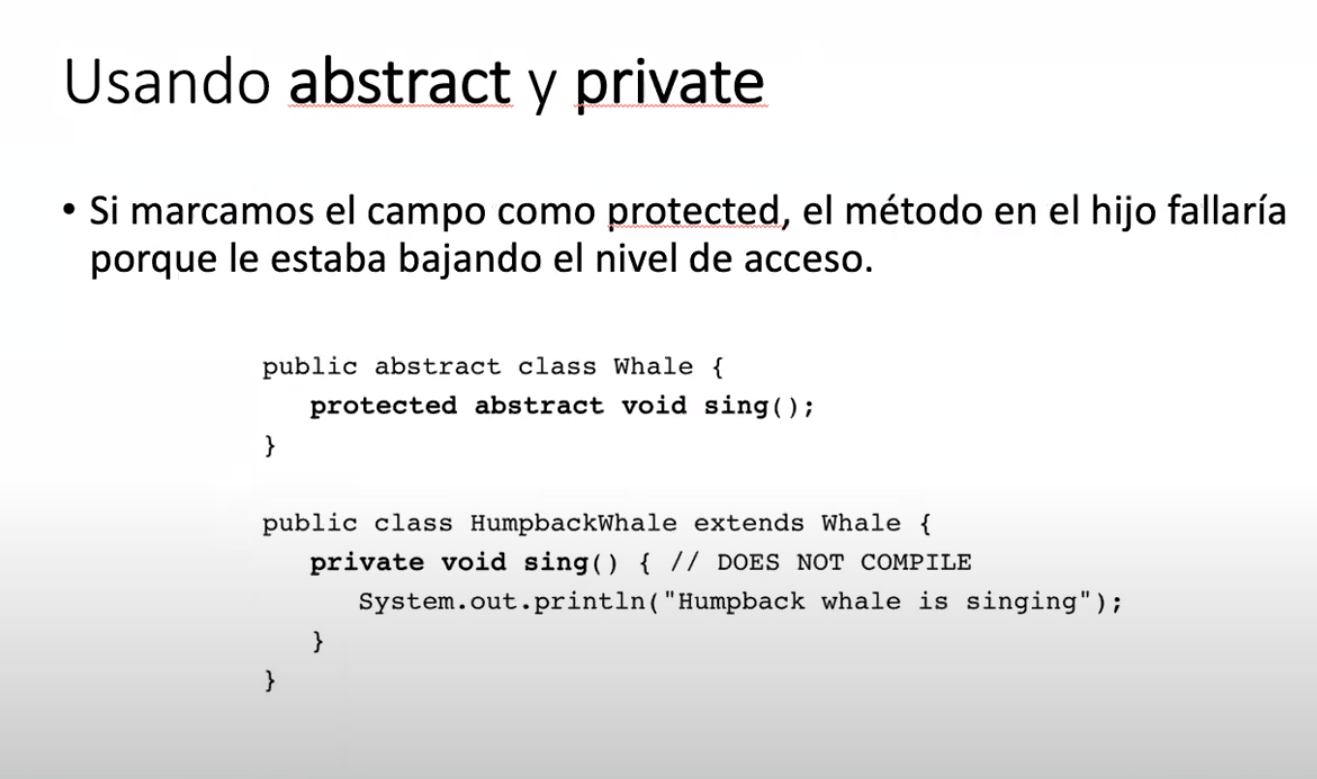 Usando abstract y private
• Si marcamos el campo como protected, el método en el hijo fallaría
porque le estaba bajando el nivel de acceso.
public abstract class Whale {
   protected abstract void sing();
}
public class HumpbackWhale extends Whale {
   private void sing() { // DOES NOT COMPILE
      System.out.println("Humpback whale is singing");
   }
}